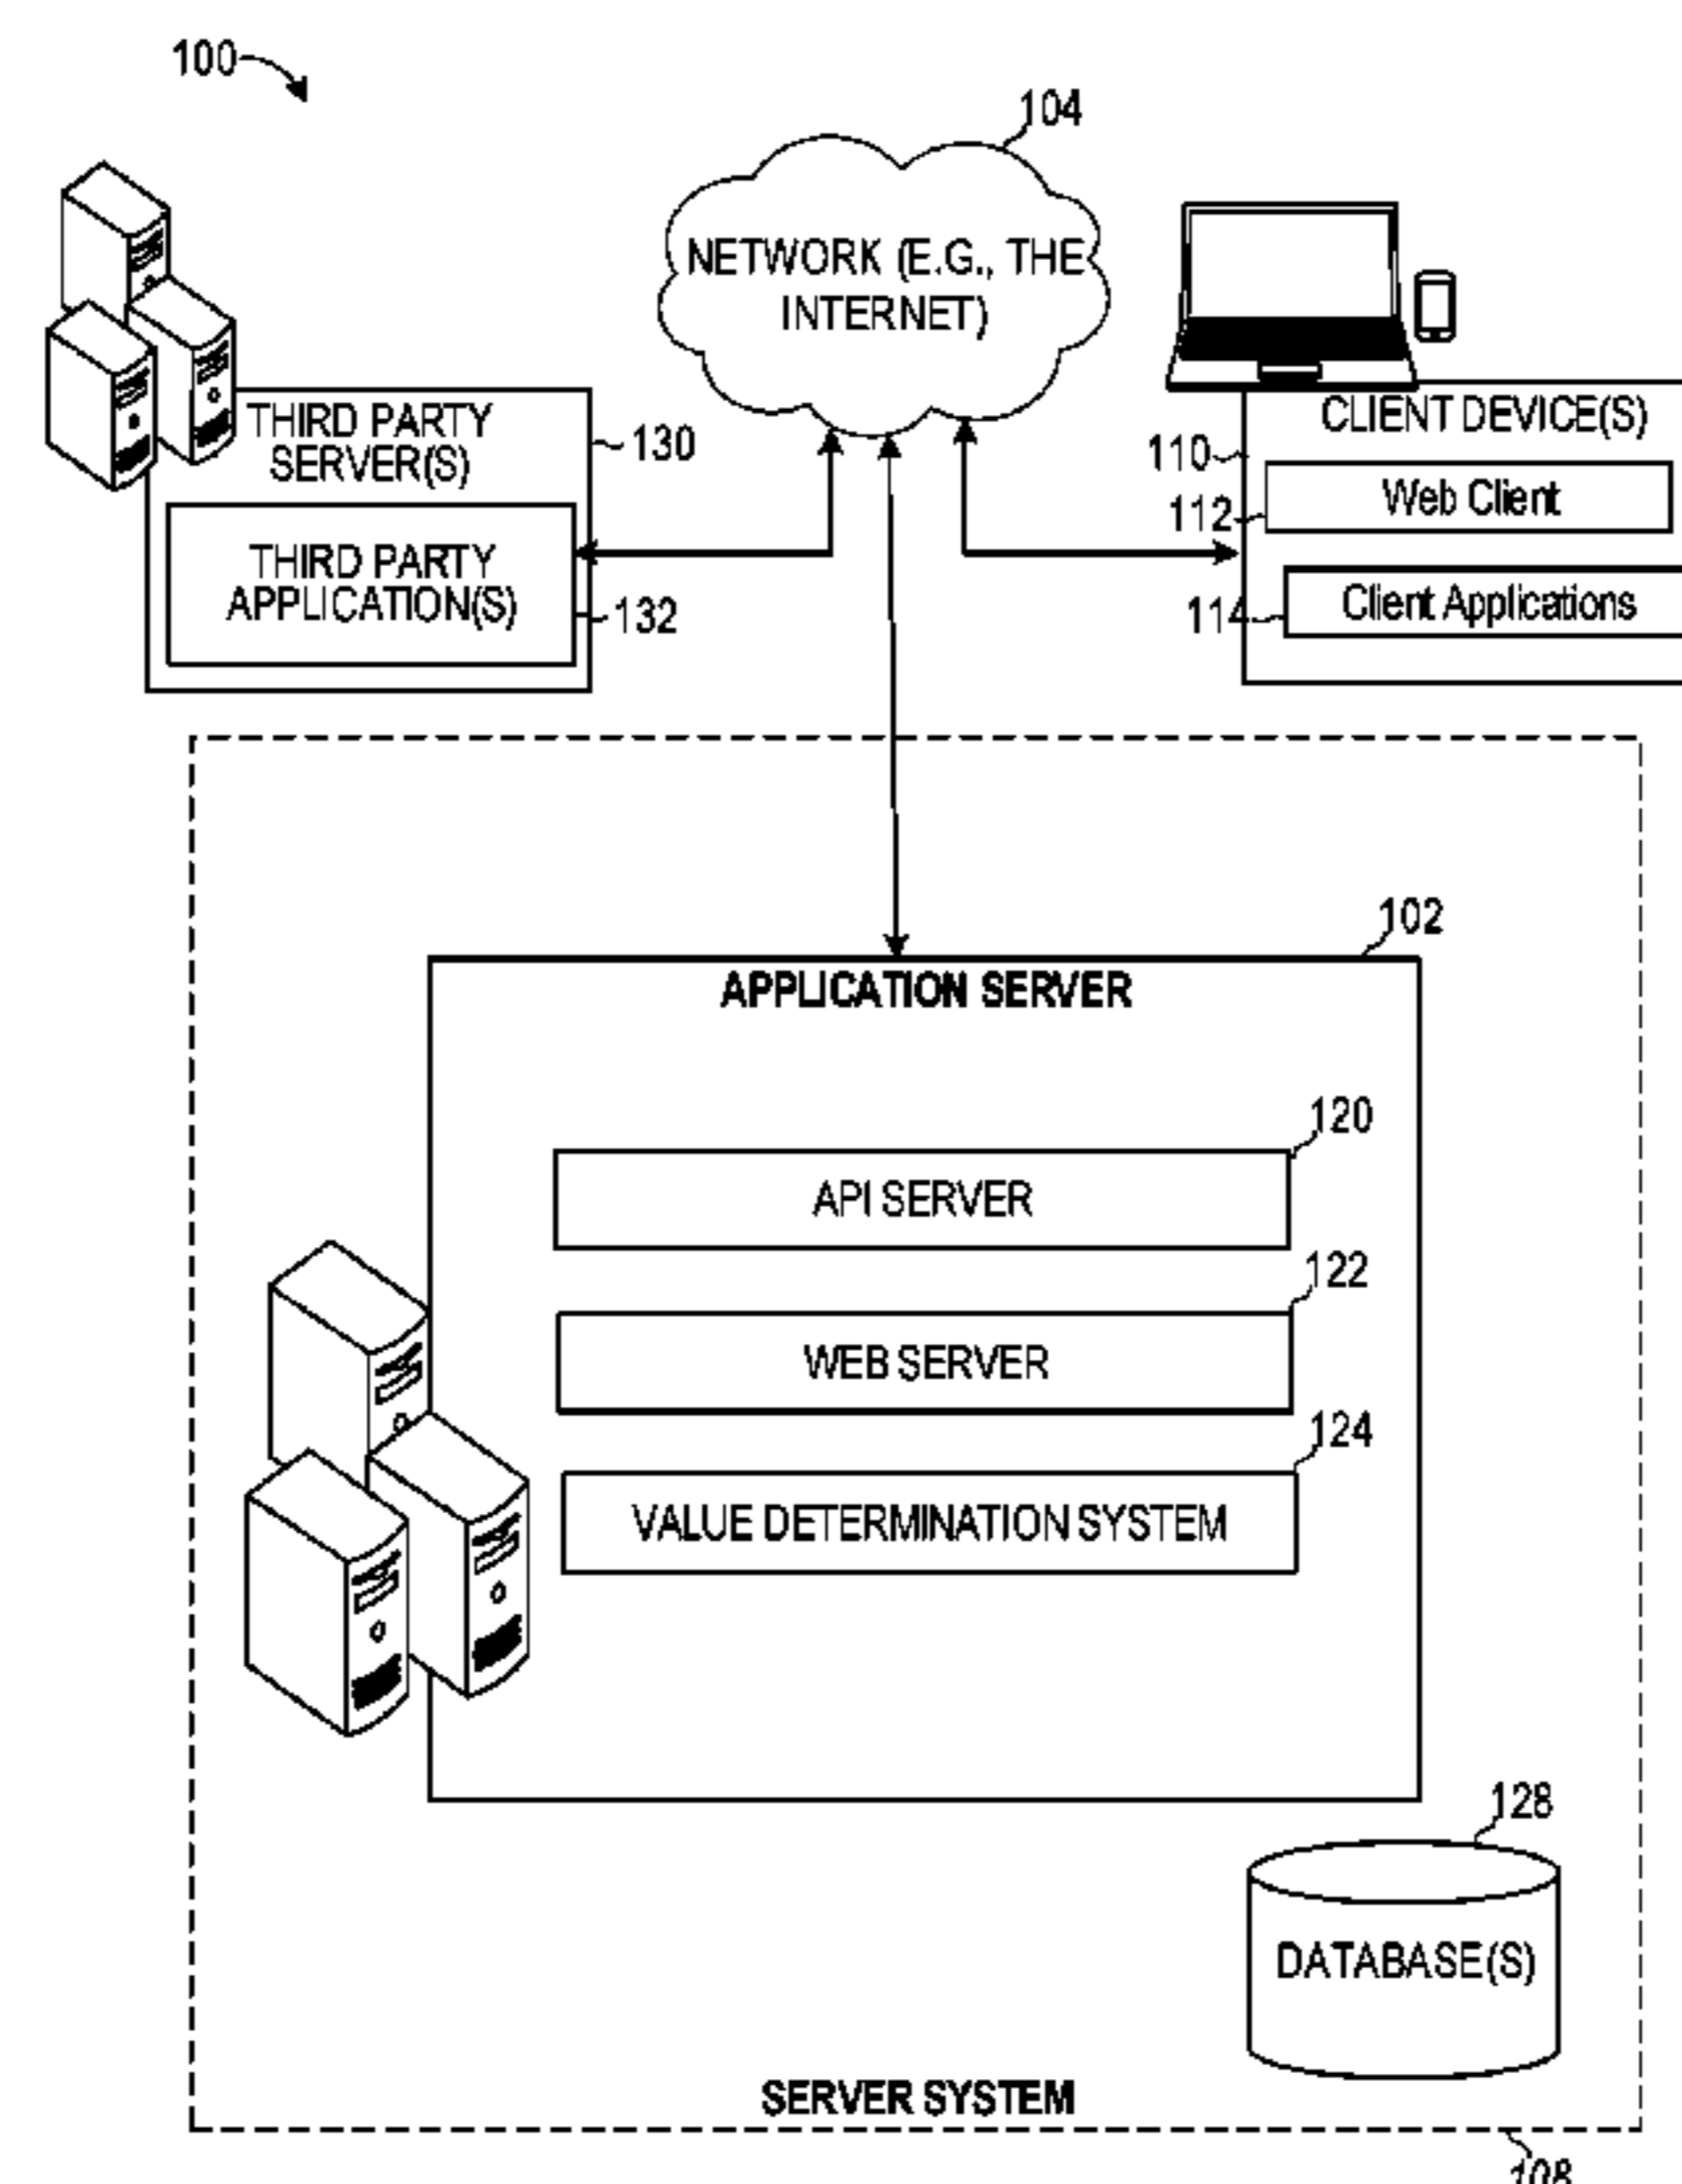 100
104
NETWORK (E.G., THE
INTERNET)
THIRD PARTY
SERVER(S)
130
THIRD PARTY
APPLICATION(S)
132
CLIENT DEVICE(S)
110
Web Client
112
Client Applications
114
102
APPLICATION SERVER
120
API SERVER
122
WEB SERVER
124
VALUE DETERMINATION SYSTEM
128
DATABASE(S)
SERVER SYSTEM
108